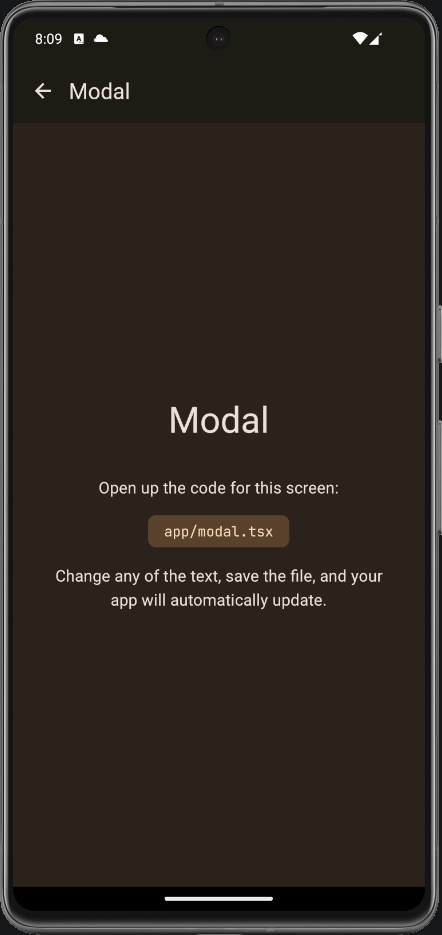 8:09
A
Modal
Modal
Open up the code for this screen:
app/modal.tsx
Change any of the text, save the file, and your
app will automatically update.